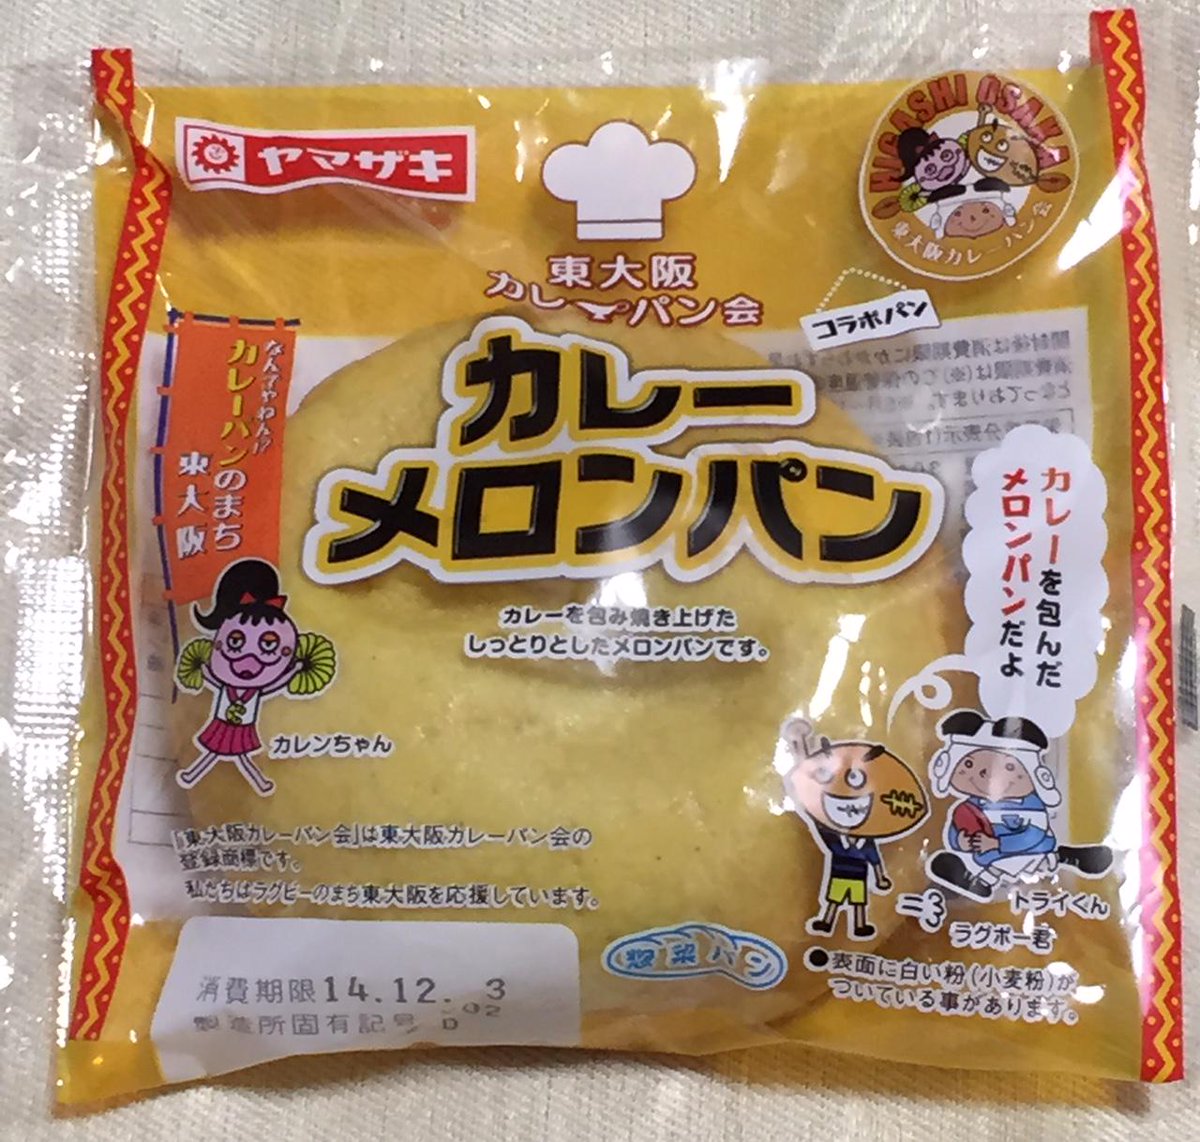 ヤマザキ
HIGASHI OSAKA
東大阪カレーパン会
東大阪
カレーパン会
コラボパン
なんでやねん!?
カレーパンのまち
東大阪
カレー
メロンパン
カレーを包み焼き上げた
しっとりとしたメロンパンです。
カレーを包んだ
メロンパンだよ
カレンちゃん
トライくん
ラグボー君
「東大阪カレーパン会」は東大阪カレーパン会の
登録商標です。
私たちはラグビーのまち東大阪を応援しています。
●表面に白い粉(小麦粉)が
ついている事があります。
消費期限14.12. 3
製造所固有記号 D